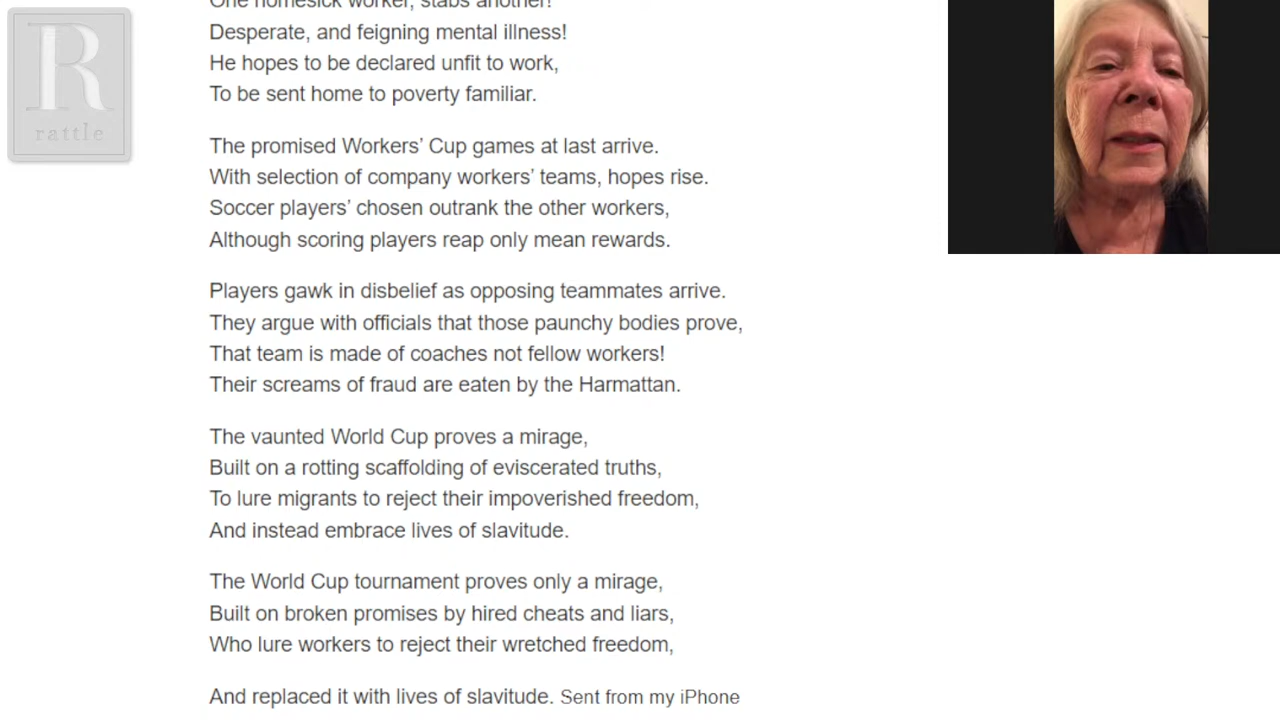 One homesick worker, stabs another!
Desperate, and feigning mental illness!
He hopes to be declared unfit to work,
To be sent home to poverty familiar.
The promised Workers’ Cup games at last arrive.
With selection of company workers’ teams, hopes rise.
Soccer players’ chosen outrank the other workers,
Although scoring players reap only mean rewards.
Players gawk in disbelief as opposing teammates arrive.
They argue with officials that those paunchy bodies prove,
That team is made of coaches not fellow workers!
Their screams of fraud are eaten by the Harmattan.
The vaunted World Cup proves a mirage,
Built on a rotting scaffolding of eviscerated truths,
To lure migrants to reject their impoverished freedom,
And instead embrace lives of slavitude.
The World Cup tournament proves only a mirage,
Built on broken promises by hired cheats and liars,
Who lure workers to reject their wretched freedom,
And replaced it with lives of slavitude. Sent from my iPhone
R
rattle